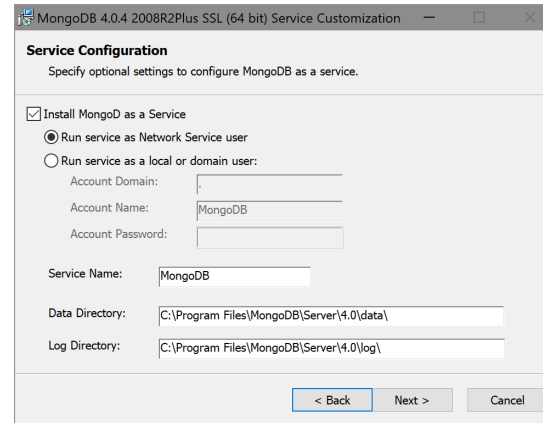 MongoDB 4.0.4 2008R2Plus SSL (64 bit) Service Customization
Service Configuration
Specify optional settings to configure MongoDB as a service.
Install MongoD as a Service
Run service as Network Service user
Run service as a local or domain user:
Account Domain: .
Account Name: MongoDB
Account Password:
Service Name: MongoDB
Data Directory: C:\Program Files\MongoDB\Server\4.0\data\
Log Directory: C:\Program Files\MongoDB\Server\4.0\log\
< Back Next > Cancel